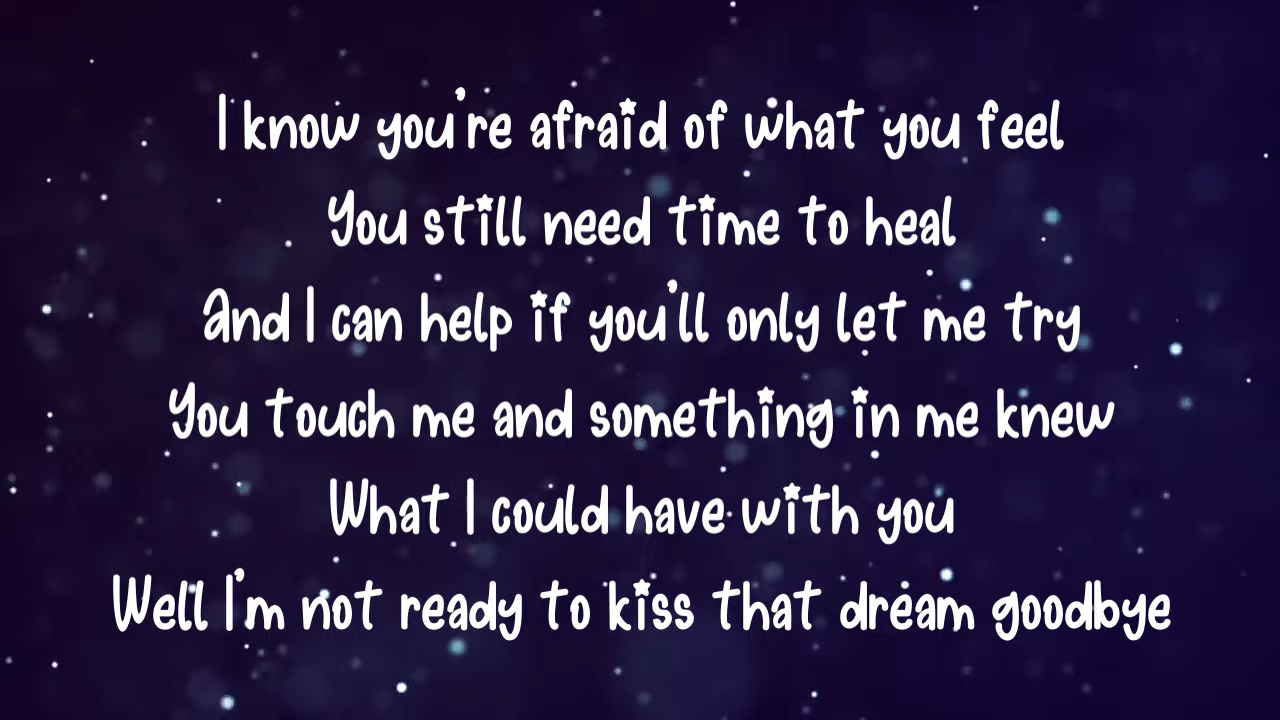 I know you're afraid of what you feel
You still need time to heal
And I can help if you'll only let me try
You touch me and something in me knew
What I could have with you
Well I'm not ready to kiss that dream goodbye